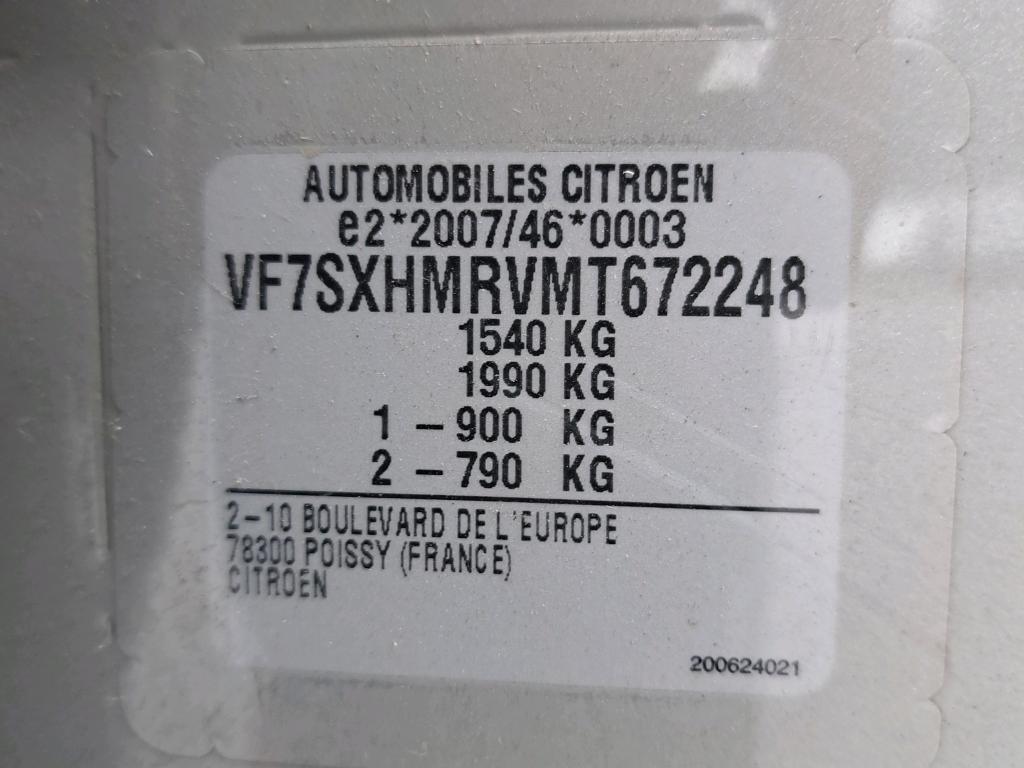 AUTOMOBILES CITROEN
e2*2007/46*0003
VF7SXHMRVMT672248
1540 KG
1990 KG
1 -900 KG
2 -790 KG
2-10 BOULEVARD DE L'EUROPE
78300 POISSY (FRANCE)
CITROEN
200624021